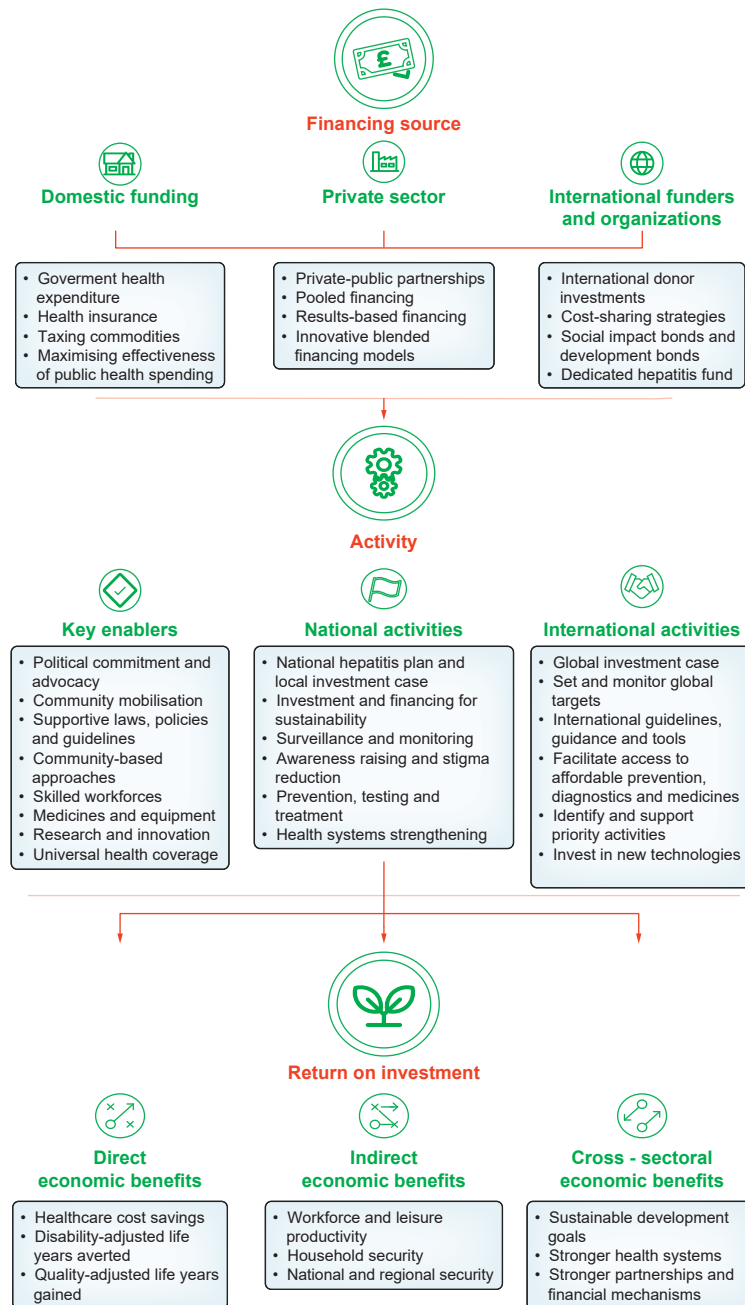 £
Financing source
Domestic funding
Private sector
International funders
and organizations
• Goverment health
expenditure
• Health insurance
• Taxing commodities
• Maximising effectiveness
of public health spending
• Private-public partnerships
• Pooled financing
• Results-based financing
• Innovative blended
financing models
• International donor
investments
• Cost-sharing strategies
• Social impact bonds and
development bonds
• Dedicated hepatitis fund
Activity
Key enablers
National activities
International activities
• Political commitment and
advocacy
• Community mobilisation
• Supportive laws, policies
and guidelines
• Community-based
approaches
• Skilled workforces
• Medicines and equipment
• Research and innovation
• Universal health coverage
• National hepatitis plan and
local investment case
• Investment and financing for
sustainability
• Surveillance and monitoring
• Awareness raising and stigma
reduction
• Prevention, testing and
treatment
• Health systems strengthening
• Global investment case
• Set and monitor global
targets
• International guidelines,
guidance and tools
• Facilitate access to
affordable prevention,
diagnostics and medicines
• Identify and support
priority activities
• Invest in new technologies
Return on investment
Direct
economic benefits
Indirect
economic benefits
Cross - sectoral
economic benefits
• Healthcare cost savings
• Disability-adjusted life
years averted
• Quality-adjusted life years
gained
• Workforce and leisure
productivity
• Household security
• National and regional security
• Sustainable development
goals
• Stronger health systems
• Stronger partnerships and
financial mechanisms